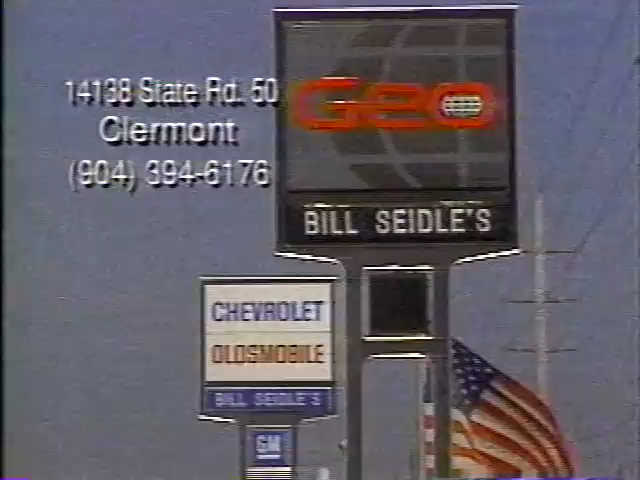 14138 State Rd. 50
Clermont
(904) 394-6176
Geo
BILL SEIDLE'S
CHEVROLET
OLDSMOBILE
BILL SEIDLE'S
GM